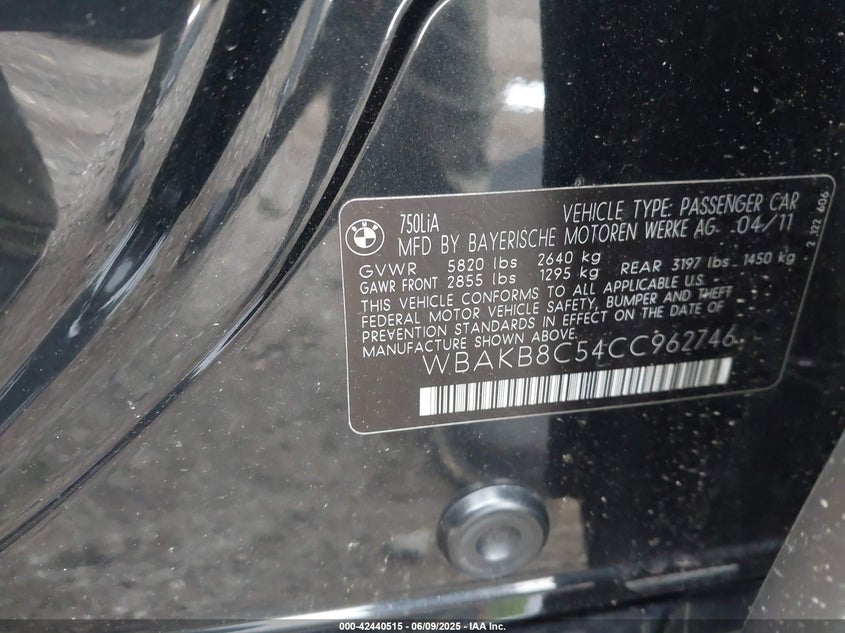 BMW
750LiA VEHICLE TYPE: PASSENGER CAR
MFD BY BAYERISCHE MOTOREN WERKE AG 04/11
GVWR 5820 lbs 2640 kg
GAWR FRONT 2855 lbs 1295 kg REAR 3197 lbs 1450 kg
THIS VEHICLE CONFORMS TO ALL APPLICABLE U.S.
FEDERAL MOTOR VEHICLE SAFETY, BUMPER AND THEFT
PREVENTION STANDARDS IN EFFECT ON THE DATE OF
MANUFACTURE SHOWN ABOVE.
WBAKB8C54CC962746
000-42440515 - 06/09/2025 - IAA Inc.